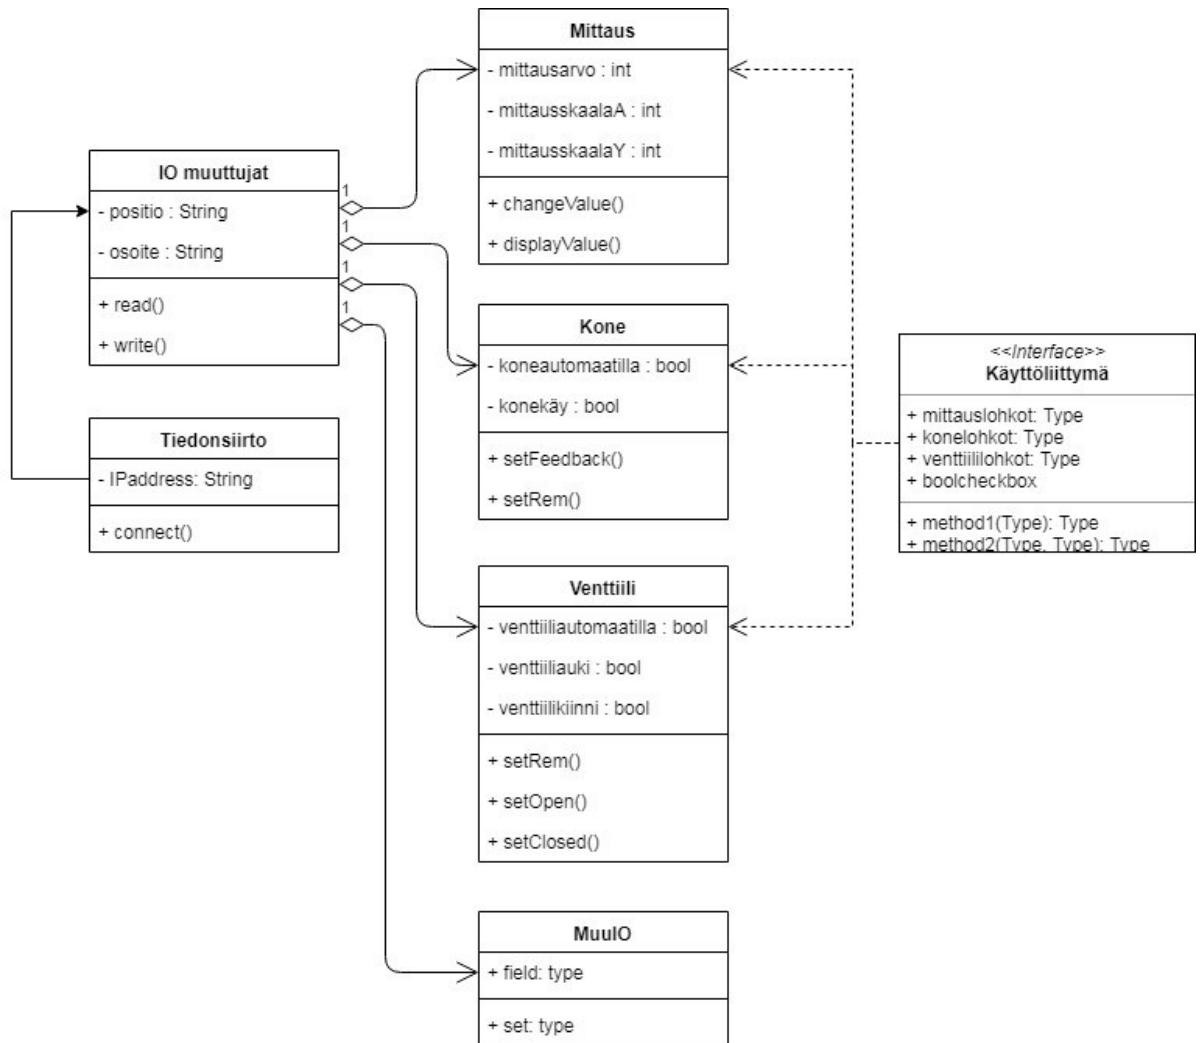 Mittaus
- mittausarvo : int
- mittausskaalaA : int
- mittausskaalaY : int
+ changeValue()
+ displayValue()
IO muuttujat
- positio : String
- osoite : String
+ read()
+ write()
1
1
1
1
Tiedonsiirto
- IPaddress: String
+ connect()
Kone
- koneautomaatilla : bool
- konekäy : bool
+ setFeedback()
+ setRem()
<<Interface>>
Käyttöliittymä
+ mittauslohkot: Type
+ konelohkot: Type
+ venttiililohkot: Type
+ boolcheckbox
+ method1(Type): Type
+ method2(Type, Type): Type
Venttiili
- venttiiliautomaatilla : bool
- venttiiliauki : bool
- venttiilikiinni : bool
+ setRem()
+ setOpen()
+ setClosed()
MuuIO
+ field: type
+ set: type